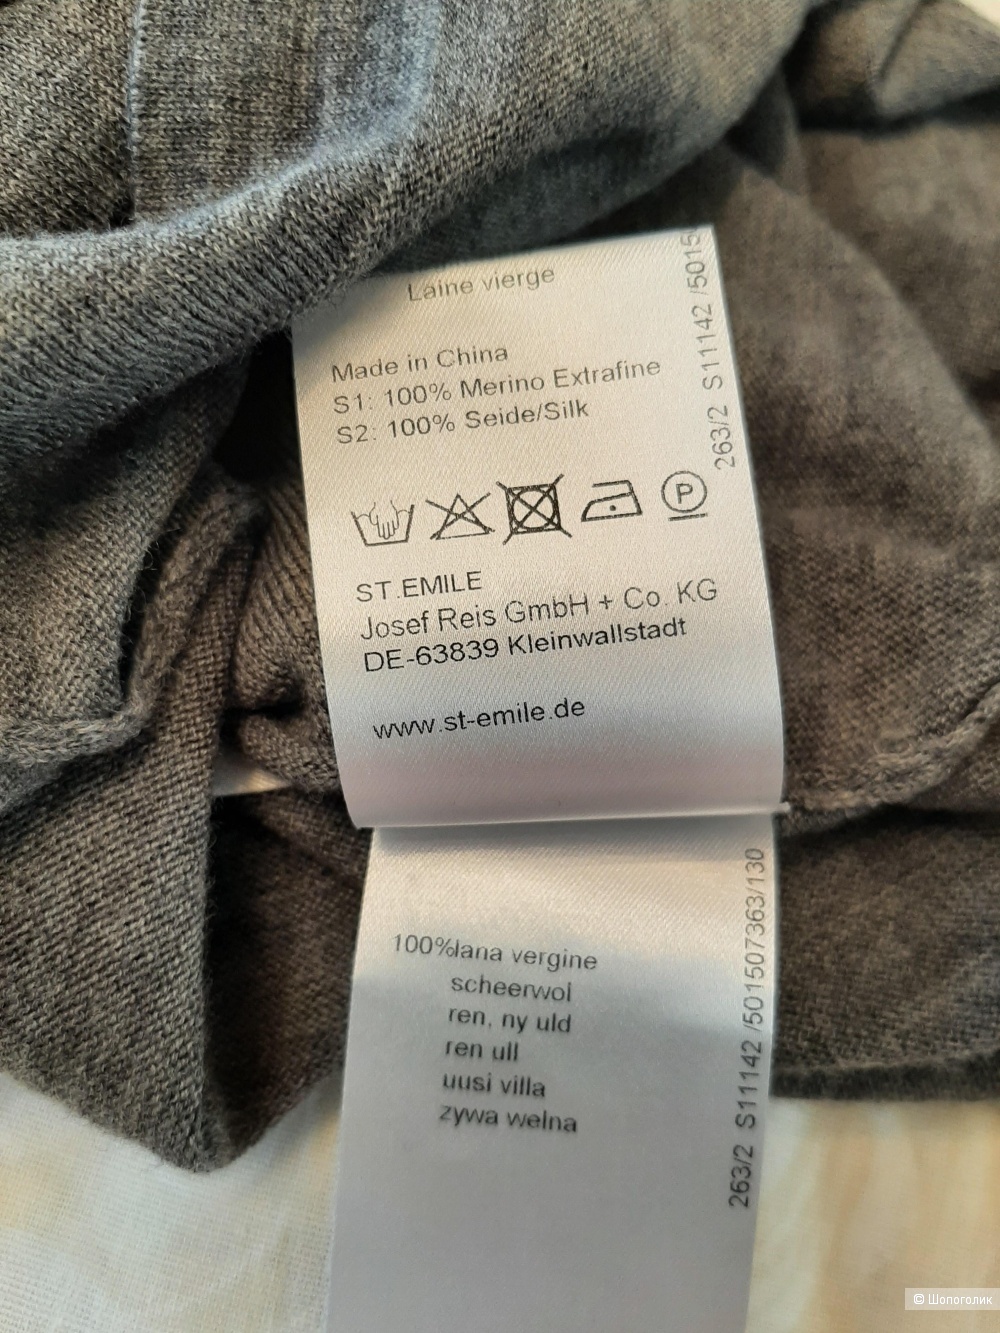 Laine vierge
Made in China
S1: 100% Merino Extrafine
S2: 100% Seide/Silk
P
ST.EMILE
Josef Reis GmbH + Co. KG
DE-63839 Kleinwallstadt
www.st-emile.de
263/2 S11142 /5015
100%lana vergine
scheerwol
ren, ny uld
ren ull
uusi villa
zywa welna
263/2 S11142 /501507363/130
© Шопоголик